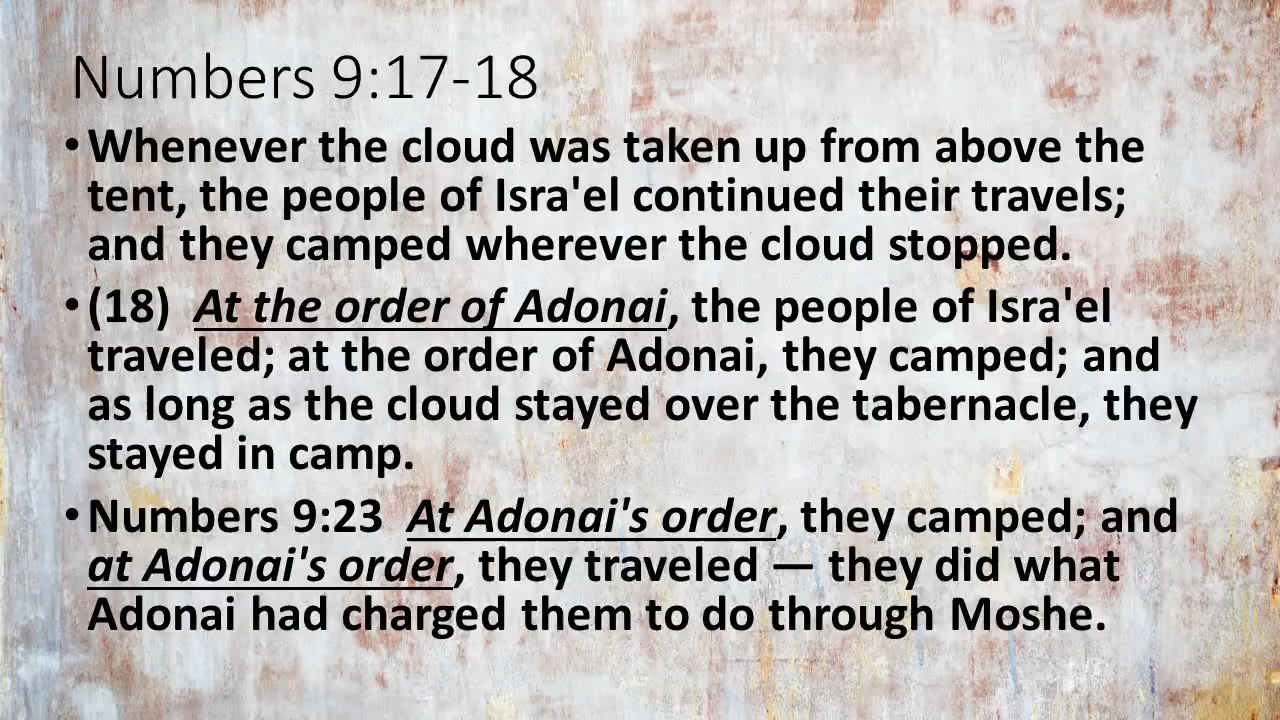 Numbers 9:17-18
• Whenever the cloud was taken up from above the
tent, the people of Isra'el continued their travels;
and they camped wherever the cloud stopped.
• (18)  At the order of Adonai, the people of Isra'el
traveled; at the order of Adonai, they camped; and
as long as the cloud stayed over the tabernacle, they
stayed in camp.
• Numbers 9:23  At Adonai's order, they camped; and
at Adonai's order, they traveled — they did what
Adonai had charged them to do through Moshe.